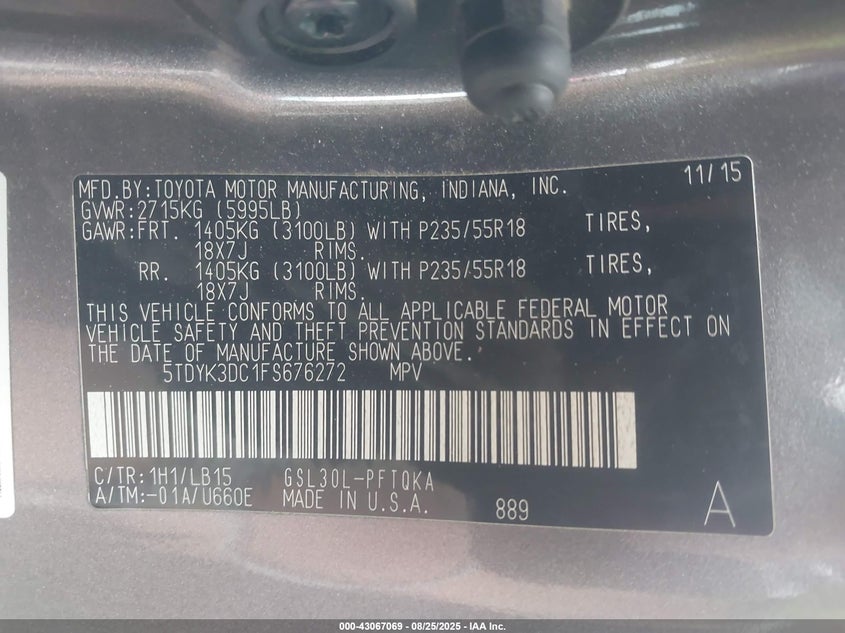 MFD.BY:TOYOTA MOTOR MANUFACTURING, INDIANA, INC. 11/15
GVWR:2715KG (5995LB)
GAWR:FRT. 1405KG (3100LB) WITH P235/55R18 TIRES,
18X7J RIMS.
RR. 1405KG (3100LB) WITH P235/55R18 TIRES,
18X7J RIMS.
THIS VEHICLE CONFORMS TO ALL APPLICABLE FEDERAL MOTOR
VEHICLE SAFETY AND THEFT PREVENTION STANDARDS IN EFFECT ON
THE DATE OF MANUFACTURE SHOWN ABOVE.
5TDYK3DC1FS676272 MPV
C/TR:1H1/LB15 GSL30L-PFTQKA
A/TM:-01A/U660E MADE IN U.S.A. 889 A
000-43067069 - 08/25/2025 - IAA Inc.